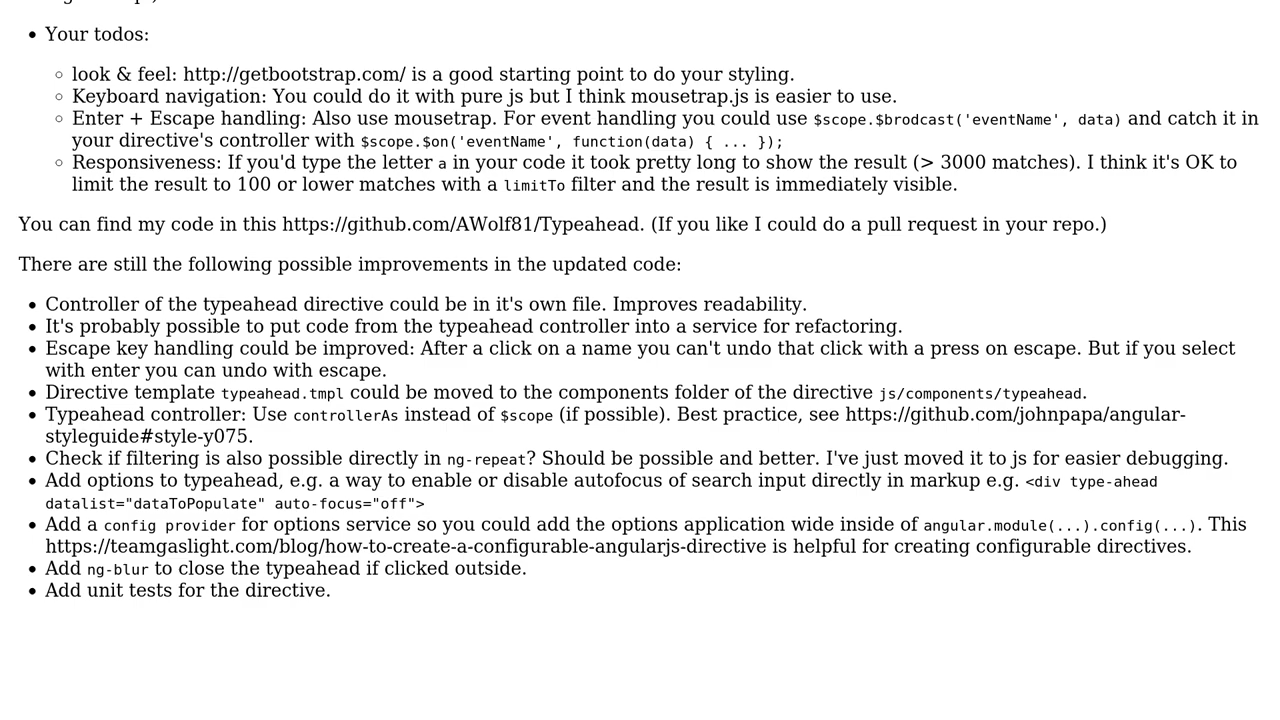 Your todos:
look & feel: http://getbootstrap.com/ is a good starting point to do your styling.
Keyboard navigation: You could do it with pure js but I think mousetrap.js is easier to use.
Enter + Escape handling: Also use mousetrap. For event handling you could use $scope.$brodcast('eventName', data) and catch it in
your directive's controller with $scope.$on('eventName', function(data) { ... });
Responsiveness: If you'd type the letter a in your code it took pretty long to show the result (> 3000 matches). I think it's OK to
limit the result to 100 or lower matches with a limitTo filter and the result is immediately visible.
You can find my code in this https://github.com/AWolf81/Typeahead. (If you like I could do a pull request in your repo.)
There are still the following possible improvements in the updated code:
Controller of the typeahead directive could be in it's own file. Improves readability.
It's probably possible to put code from the typeahead controller into a service for refactoring.
Escape key handling could be improved: After a click on a name you can't undo that click with a press on escape. But if you select
with enter you can undo with escape.
Directive template typeahead.tmpl could be moved to the components folder of the directive js/components/typeahead.
Typeahead controller: Use controllerAs instead of $scope (if possible). Best practice, see https://github.com/johnpapa/angular-
styleguide#style-y075.
Check if filtering is also possible directly in ng-repeat? Should be possible and better. I've just moved it to js for easier debugging.
Add options to typeahead, e.g. a way to enable or disable autofocus of search input directly in markup e.g. <div type-ahead
datalist="dataToPopulate" auto-focus="off">
Add a config provider for options service so you could add the options application wide inside of angular.module(...).config(...). This
https://teamgaslight.com/blog/how-to-create-a-configurable-angularjs-directive is helpful for creating configurable directives.
Add ng-blur to close the typeahead if clicked outside.
Add unit tests for the directive.